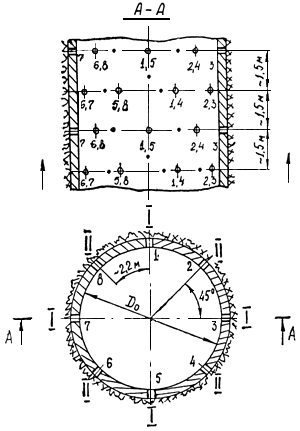 А - А
7 6,8 1,5 2,4 3
6,7 5,8 1,4 2,3
7 6,8 1,5 2,4 3
6,7 5,8 1,4 2,3
~1,5м
~1,5м
~1,5м
I
II II
1
8 2
~2,2м
D₀
45°
А I 7 3 I А
6 4
5
II II
I